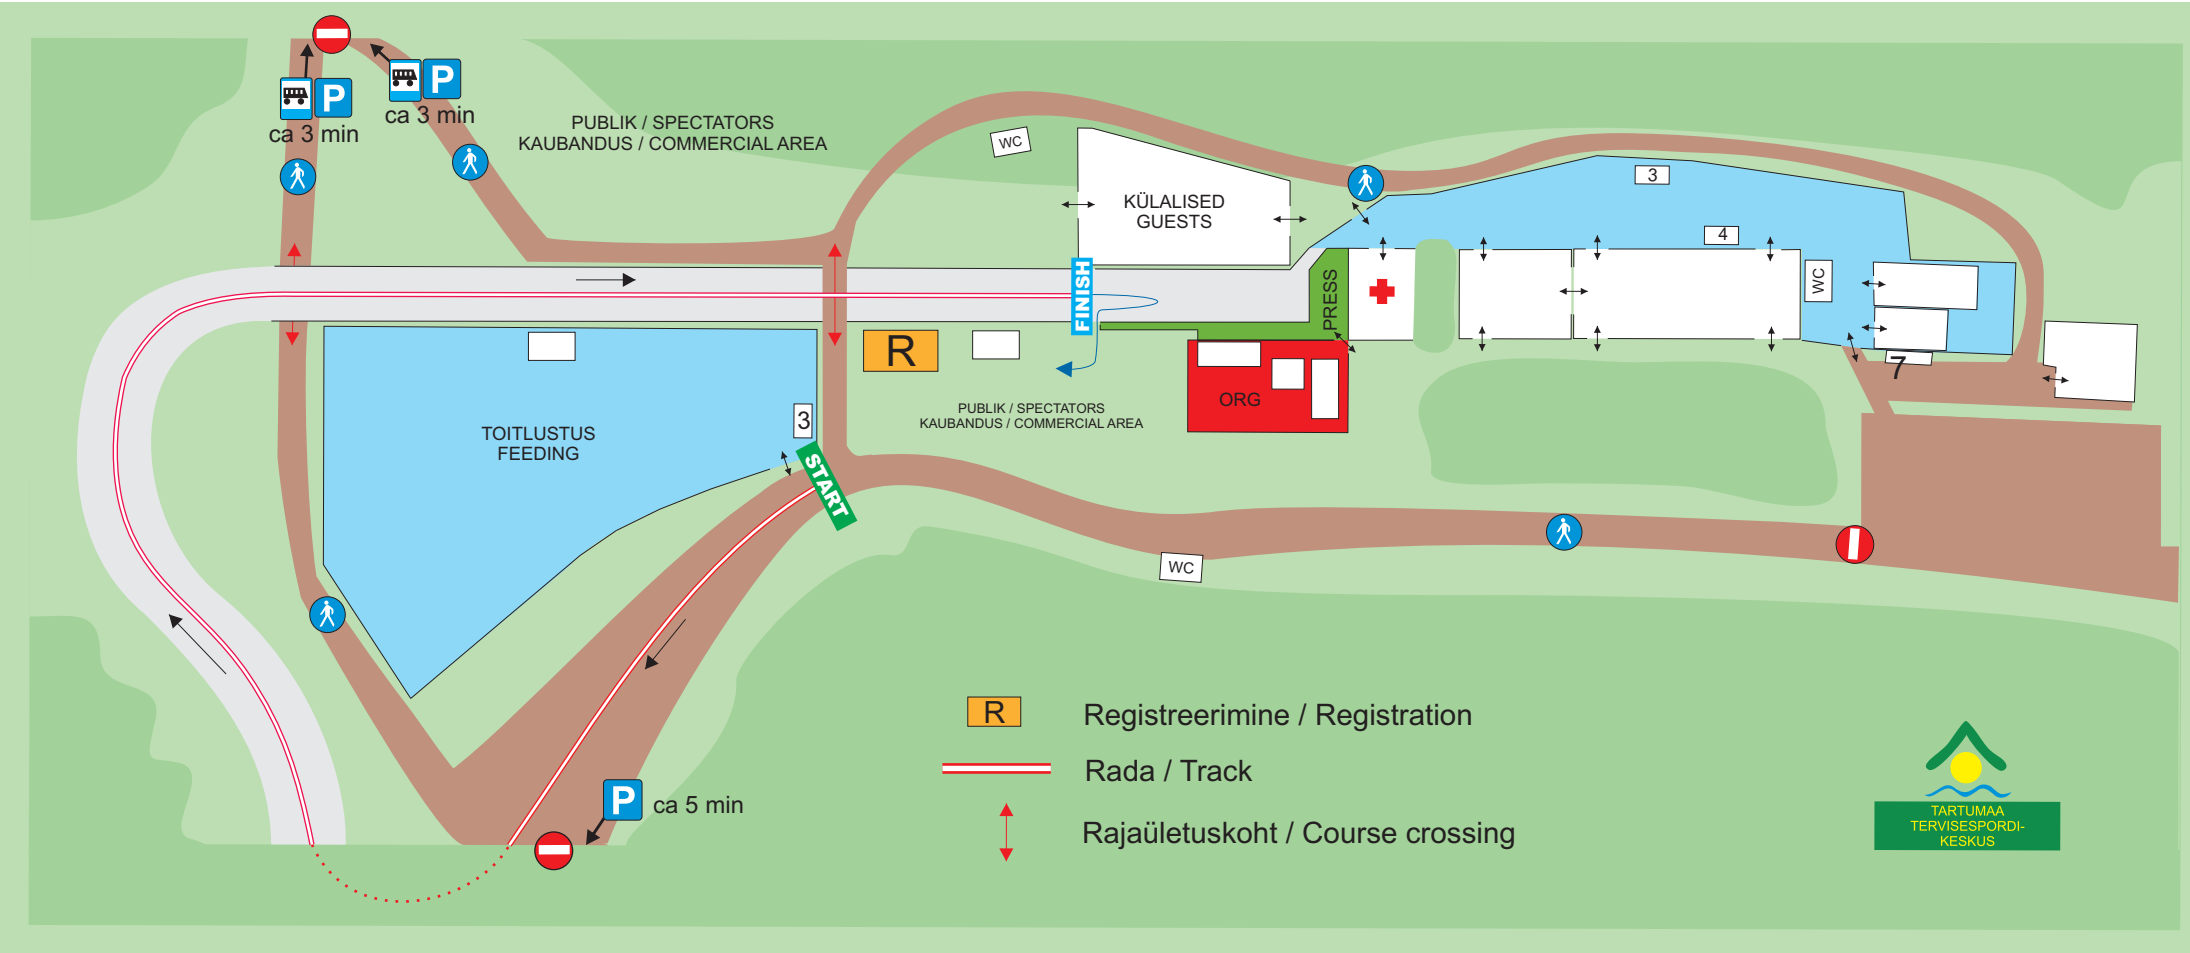 P
P
ca 3 min
ca 3 min
PUBLIK / SPECTATORS
KAUBANDUS / COMMERCIAL AREA
WC
KÜLALISED
GUESTS
3
4
WC
FINISH
PRESS
R
7
ORG
PUBLIK / SPECTATORS
KAUBANDUS / COMMERCIAL AREA
3
TOITLUSTUS
FEEDING
START
WC
R
Registreerimine / Registration
Rada / Track
Rajaületuskoht / Course crossing
P
ca 5 min
TARTUMAA
TERVISESPORDI-
KESKUS